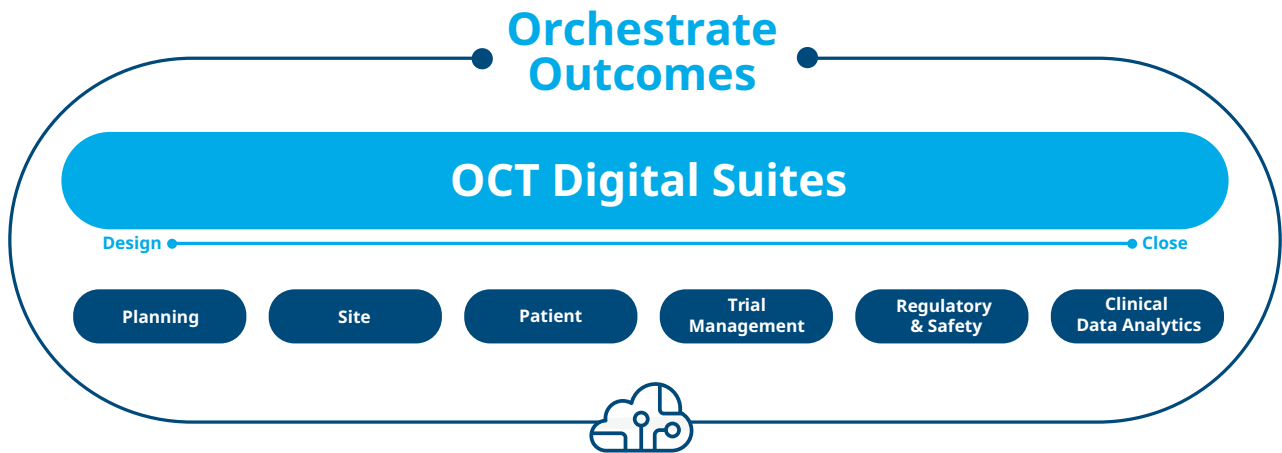 Orchestrate
Outcomes
OCT Digital Suites
Design
Close
Planning
Site
Patient
Trial
Management
Regulatory
& Safety
Clinical
Data Analytics